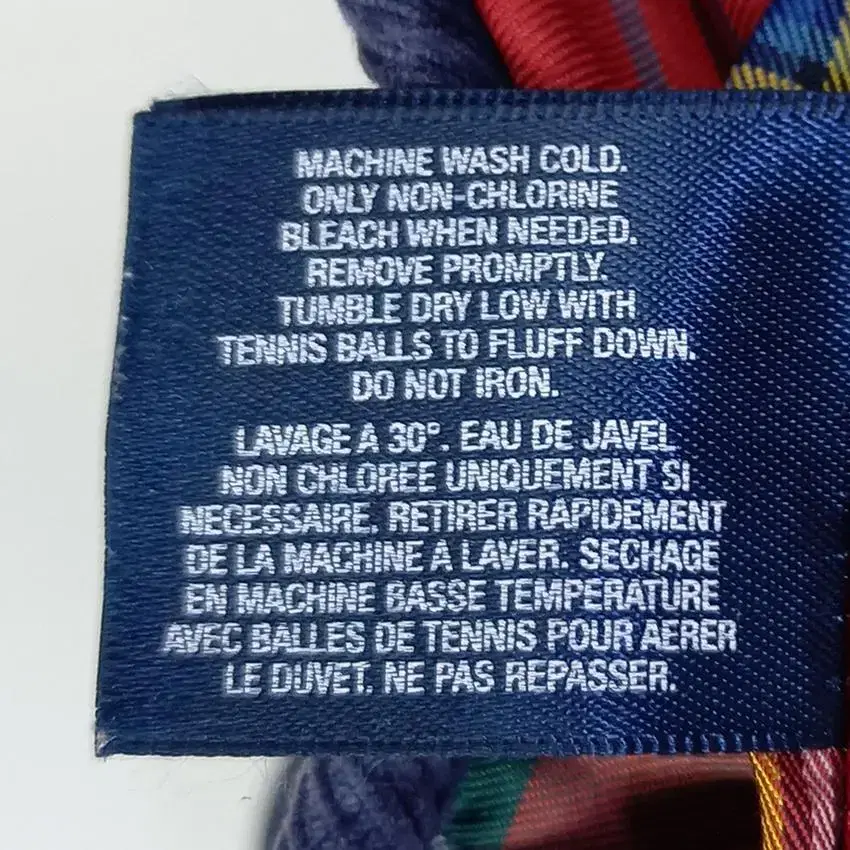 MACHINE WASH COLD.
ONLY NON-CHLORINE
BLEACH WHEN NEEDED.
REMOVE PROMPTLY.
TUMBLE DRY LOW WITH
TENNIS BALLS TO FLUFF DOWN.
DO NOT IRON.
LAVAGE A 30°. EAU DE JAVEL
NON CHLOREE UNIQUEMENT SI
NECESSAIRE. RETIRER RAPIDEMENT
DE LA MACHINE A LAVER. SECHAGE
EN MACHINE BASSE TEMPERATURE
AVEC BALLES DE TENNIS POUR AERER
LE DUVET. NE PAS REPASSER.